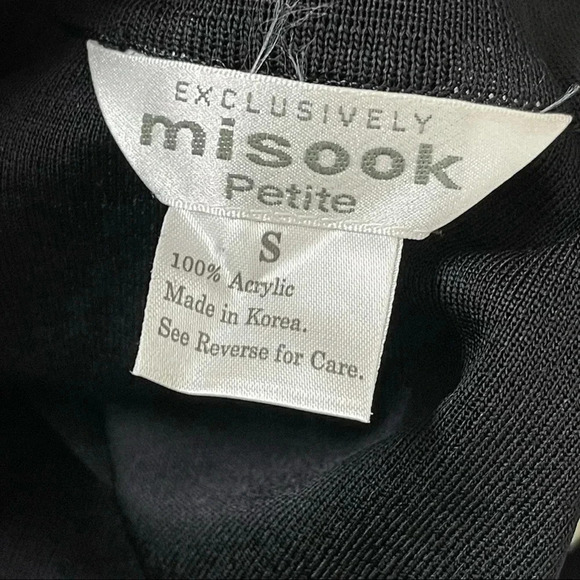 EXCLUSIVELY
misook
Petite
S
100% Acrylic
Made in Korea.
See Reverse for Care.